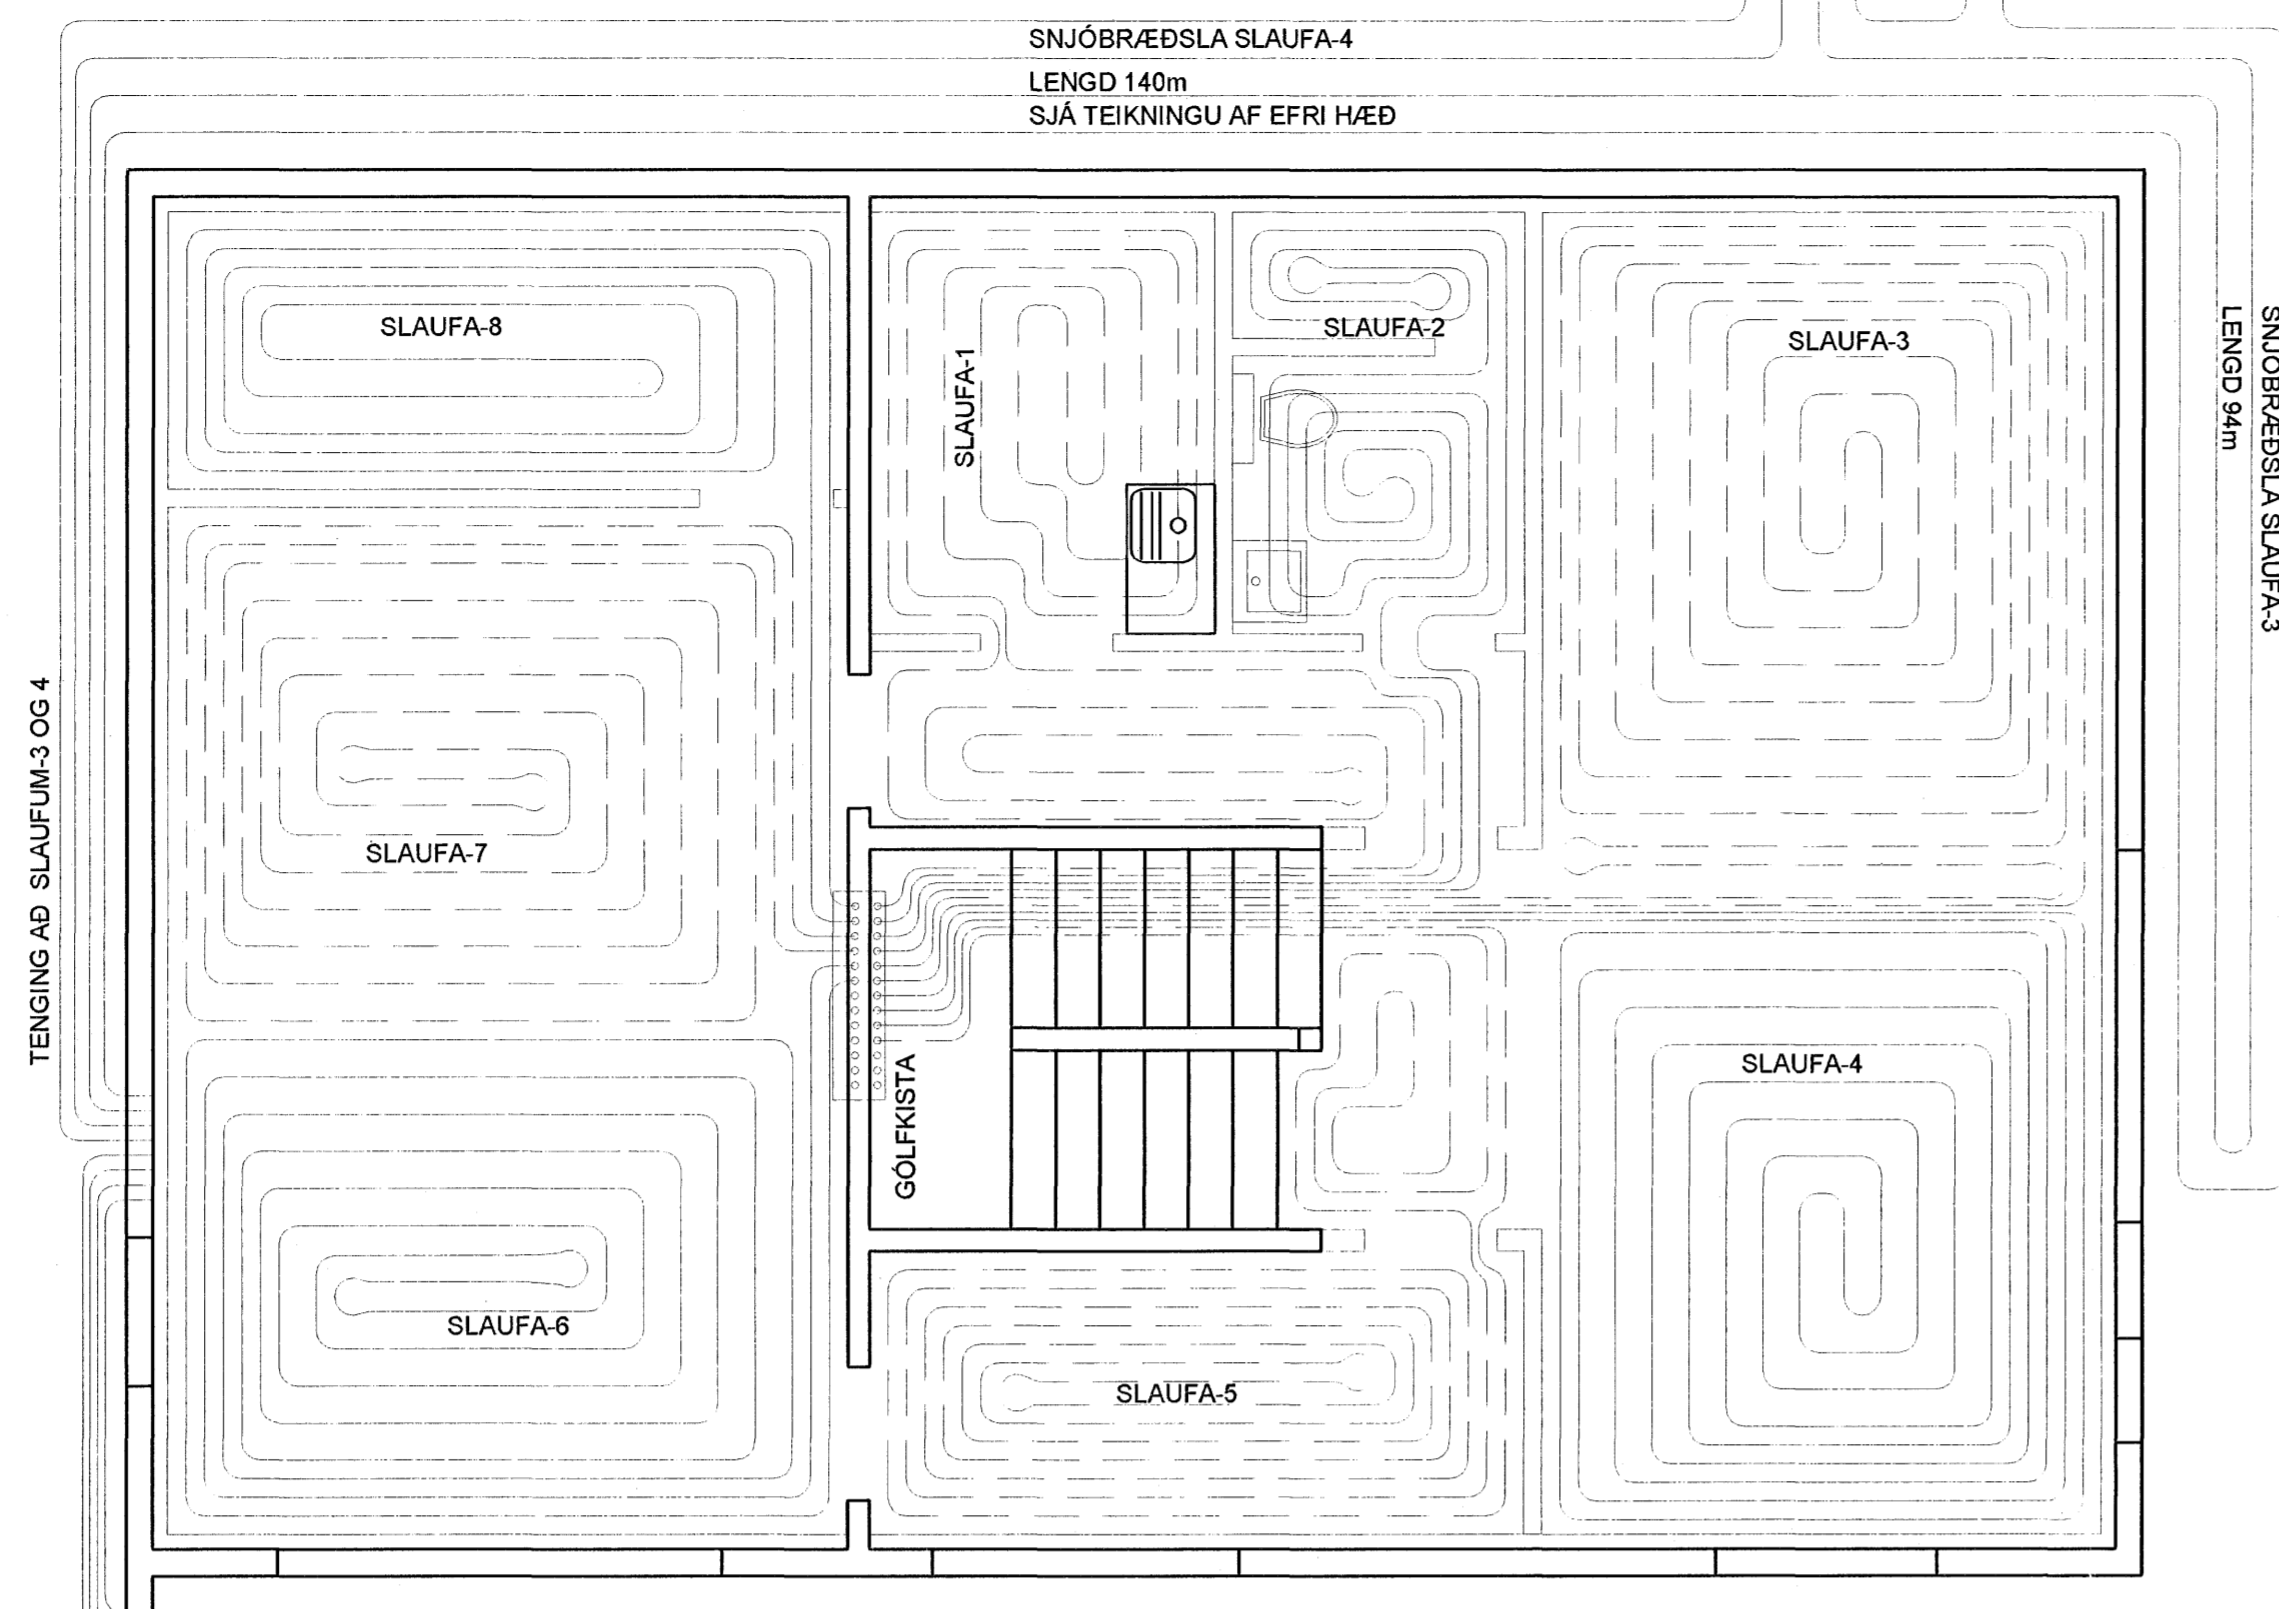 SNJÓBRÆÐSLA SLAUFA-4
LENGD 140m
SJÁ TEIKNINGU AF EFRI HÆÐ
SLAUFA-8
SLAUFA-1
SLAUFA-2
SLAUFA-3
SNJÓBRÆÐSLA SLAUFA-3
LENGD 94m
TENGING AÐ SLAUFUM-3 OG 4
SLAUFA-7
GÓLFKISTA
SLAUFA-4
SLAUFA-6
SLAUFA-5